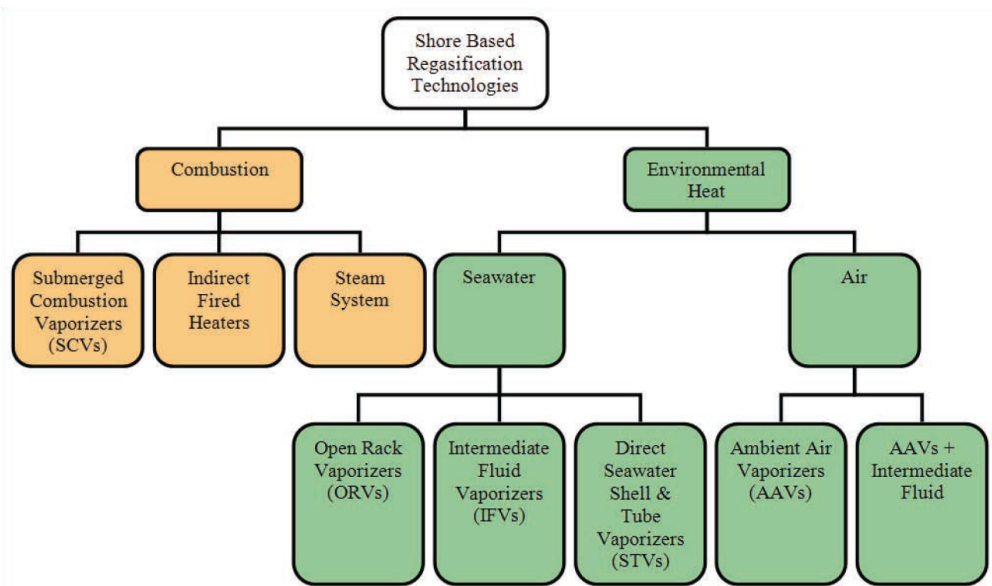 Shore Based
Regasification
Technologies
Combustion
Environmental
Heat
Submerged
Combustion
Vaporizers
(SCVs)
Indirect
Fired
Heaters
Steam
System
Seawater
Air
Open Rack
Vaporizers
(ORVs)
Intermediate
Fluid
Vaporizers
(IFVs)
Direct
Seawater
Shell &
Tube
Vaporizers
(STVs)
Ambient Air
Vaporizers
(AAVs)
AAVs +
Intermediate
Fluid